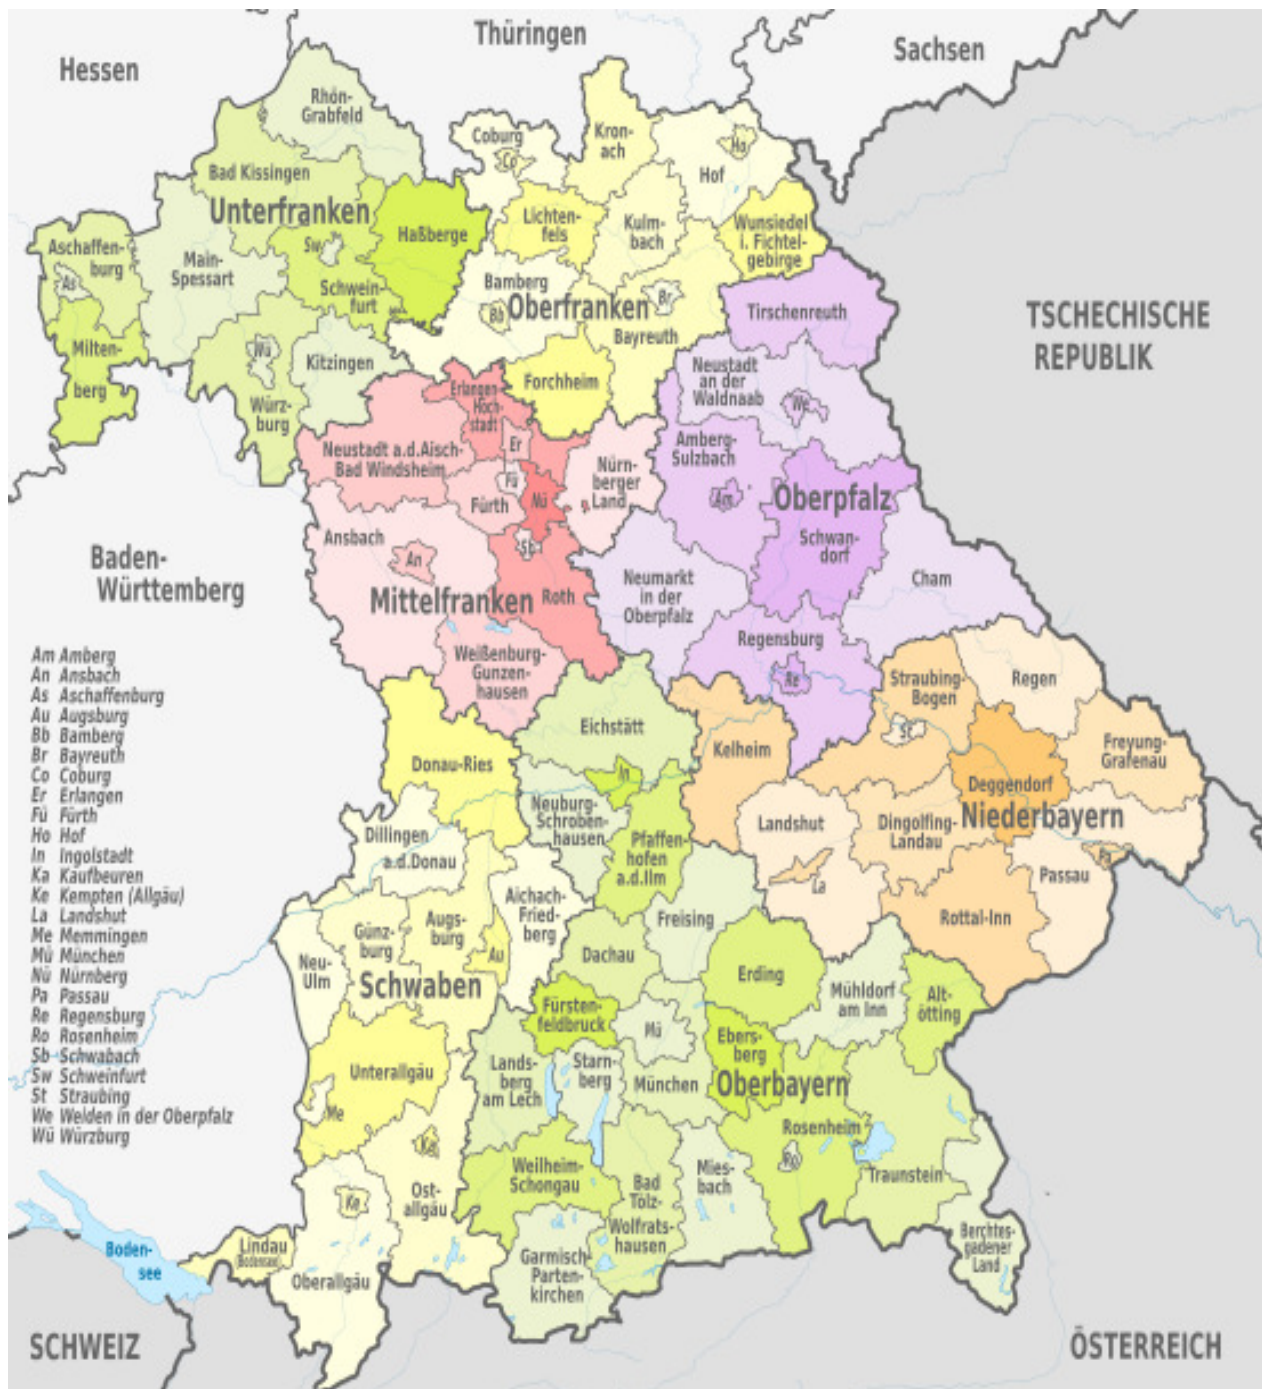 Thüringen
Sachsen
Hessen
Rhön-
Grabfeld
Coburg
Co
Kron-
ach
Ho
Hof
Bad Kissingen
Unterfranken
Haßberge
Lichten-
fels
Kulm-
bach
Wunsiedel
i. Fichtel-
gebirge
Aschaffen-
burg
As
Main-
Spessart
Sw
Schwein-
furt
Bamberg
Bb
Oberfranken
Br
Bayreuth
Tirschenreuth
TSCHECHISCHE
REPUBLIK
Milten-
berg
Wü
Kitzingen
Würz-
burg
Forchheim
Erlangen-
Höch-
stadt
Neustadt
an der
Waldnaab
We
Neustadt a.d.Aisch-
Bad Windsheim
Er
Fü
Fürth
Nü
Nürn-
berger
Land
Amberg-
Sulzbach
Am
Oberpfalz
Schwan-
dorf
Ansbach
An
Sb
Mittelfranken
Roth
Neumarkt
in der
Oberpfalz
Cham
Baden-
Württemberg
Weißenburg-
Gunzen-
hausen
Regensburg
Re
Straubing-
Bogen
St
Regen
Am Amberg
An Ansbach
As Aschaffenburg
Au Augsburg
Bb Bamberg
Br Bayreuth
Co Coburg
Er Erlangen
Fü Fürth
Ho Hof
In Ingolstadt
Ka Kaufbeuren
Ke Kempten (Allgäu)
La Landshut
Me Memmingen
Mü München
Nü Nürnberg
Pa Passau
Re Regensburg
Ro Rosenheim
Sb Schwabach
Sw Schweinfurt
St Straubing
We Weiden in der Oberpfalz
Wü Würzburg
Eichstätt
In
Kelheim
Freyung-
Grafenau
Deggendorf
Niederbayern
Donau-Ries
Neuburg-
Schroben-
hausen
Pfaffen-
hofen
a.d.Ilm
Landshut
La
Dingolfing-
Landau
Pa
Passau
Rottal-Inn
Dillingen
a.d.Donau
Aichach-
Fried-
berg
Freising
Günz-
burg
Augs-
burg
Au
Neu-
Ulm
Schwaben
Dachau
Erding
Mühldorf
am Inn
Alt-
ötting
Fürsten-
feldbruck
Mü
München
Ebers-
berg
Oberbayern
Unterallgäu
Me
Lands-
berg
am Lech
Starn-
berg
Rosenheim
Ro
Traunstein
Ka
Ost-
allgäu
Weilheim-
Schongau
Bad
Tölz-
Wolfrats-
hausen
Mies-
bach
Berchtes-
gadener
Land
Ke
Oberallgäu
Lindau
(Bodensee)
Boden-
see
Garmisch-
Parten-
kirchen
SCHWEIZ
ÖSTERREICH